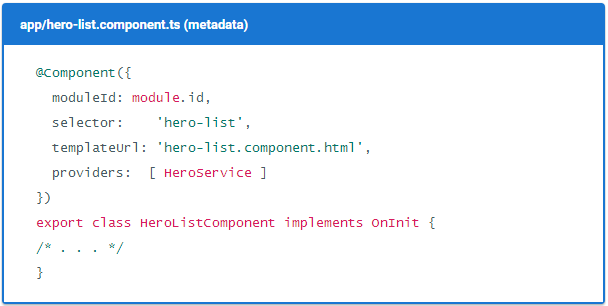 app/hero-list.component.ts (metadata)
@Component({
  moduleId: module.id,
  selector:    'hero-list',
  templateUrl: 'hero-list.component.html',
  providers:  [ HeroService ]
})
export class HeroListComponent implements OnInit {
/* . . . */
}